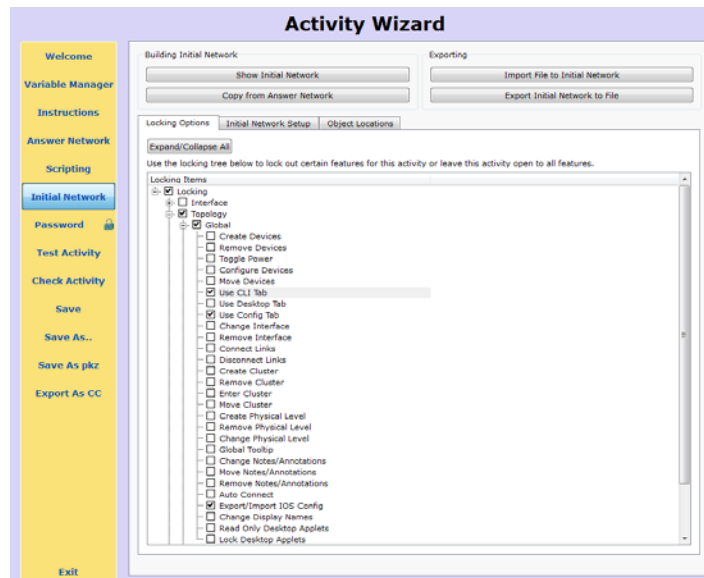 Activity Wizard
Welcome
Variable Manager
Instructions
Answer Network
Scripting
Initial Network
Password
Test Activity
Check Activity
Save
Save As..
Save As pkz
Export As CC
Exit
Building Initial Network
Show Initial Network
Copy from Answer Network
Exporting
Import File to Initial Network
Export Initial Network to File
Locking Options
Initial Network Setup
Object Locations
Expand/Collapse All
Use the locking tree below to lock out certain features for this activity or leave this activity open to all features.
Locking Items
Locking
Interface
Topology
Global
Create Devices
Remove Devices
Toggle Power
Configure Devices
Move Devices
Use CLI Tab
Use Desktop Tab
Use Config Tab
Change Interface
Remove Interface
Connect Links
Disconnect Links
Create Cluster
Remove Cluster
Enter Cluster
Move Cluster
Create Physical Level
Remove Physical Level
Change Physical Level
Global Tooltip
Change Notes/Annotations
Move Notes/Annotations
Remove Notes/Annotations
Auto Connect
Export/Import IOS Config
Change Display Names
Read Only Desktop Applets
Lock Desktop Applets